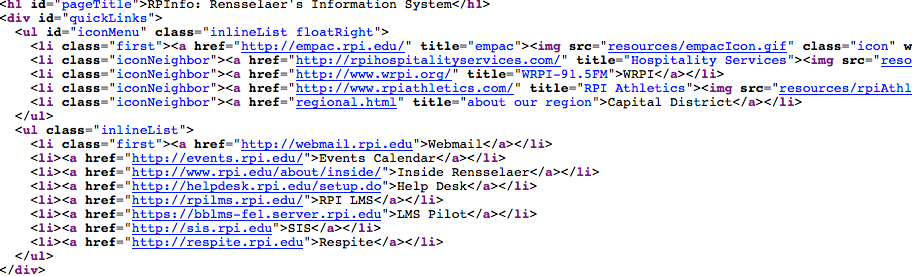 <h1 id="pageTitle">RPInfo: Rensselaer's Information System</h1>
<div id="quickLinks">
<ul id="iconMenu" class="inlineList floatRight">
<li class="first"><a href="http://empac.rpi.edu/" title="empac"><img src="resources/empacIcon.gif" class="icon" w
<li class="iconNeighbor"><a href="http://rpihospitalityservices.com/" title="Hospitality Services"><img src="reso
<li class="iconNeighbor"><a href="http://www.wrpi.org/" title="WRPI-91.5FM">WRPI</a></li>
<li class="iconNeighbor"><a href="http://www.rpiathletics.com/" title="RPI Athletics"><img src="resources/rpiAthl
<li class="iconNeighbor"><a href="regional.html" title="about our region">Capital District</a></li>
</ul>
<ul class="inlineList">
<li class="first"><a href="http://webmail.rpi.edu">Webmail</a></li>
<li><a href="http://events.rpi.edu/">Events Calendar</a></li>
<li><a href="http://www.rpi.edu/about/inside/">Inside Rensselaer</a></li>
<li><a href="http://helpdesk.rpi.edu/setup.do">Help Desk</a></li>
<li><a href="http://rpilms.rpi.edu/">RPI LMS</a></li>
<li><a href="https://bblms-fe1.server.rpi.edu">LMS Pilot</a></li>
<li><a href="http://sis.rpi.edu">SIS</a></li>
<li><a href="http://respite.rpi.edu">Respite</a></li>
</ul>
</div>